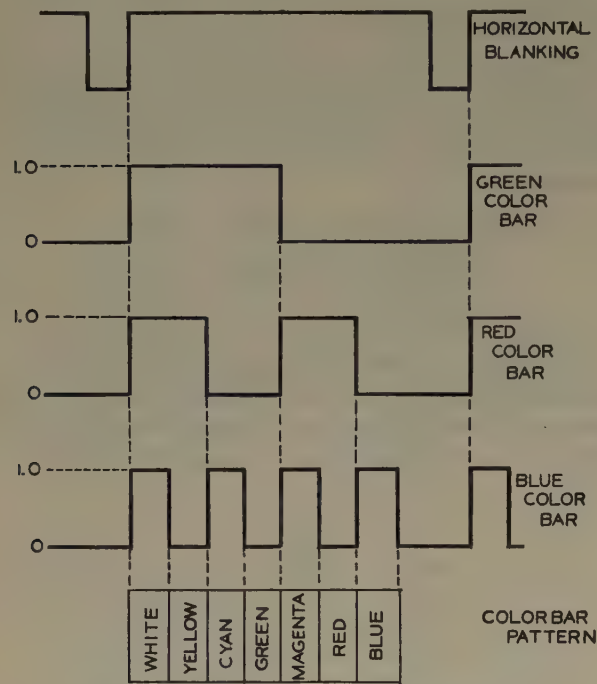 HORIZONTAL
BLANKING
1.0
0
GREEN
COLOR
BAR
1.0
0
RED
COLOR
BAR
1.0
0
BLUE
COLOR
BAR
WHITE
YELLOW
CYAN
GREEN
MAGENTA
RED
BLUE
COLOR BAR
PATTERN